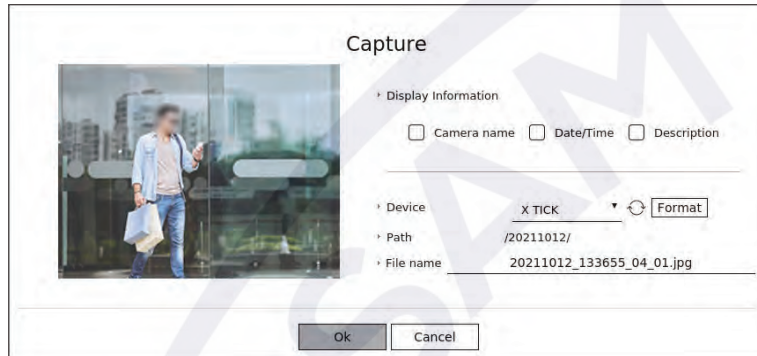 Capture
Display Information
Camera name Date/Time Description
Device X TICK Format
Path /20211012/
File name 20211012_133655_04_01.jpg
Ok Cancel
SAM